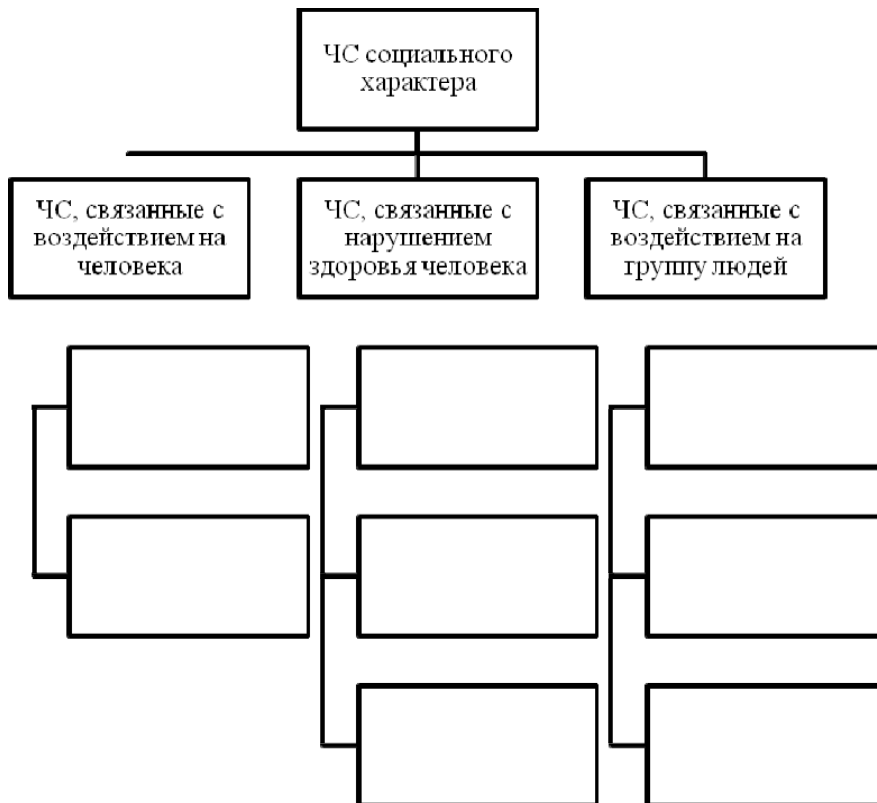 ЧС социального
характера
ЧС, связанные с
воздействием на
человека
ЧС, связанные с
нарушением
здоровья человека
ЧС, связанные с
воздействием на
группу людей